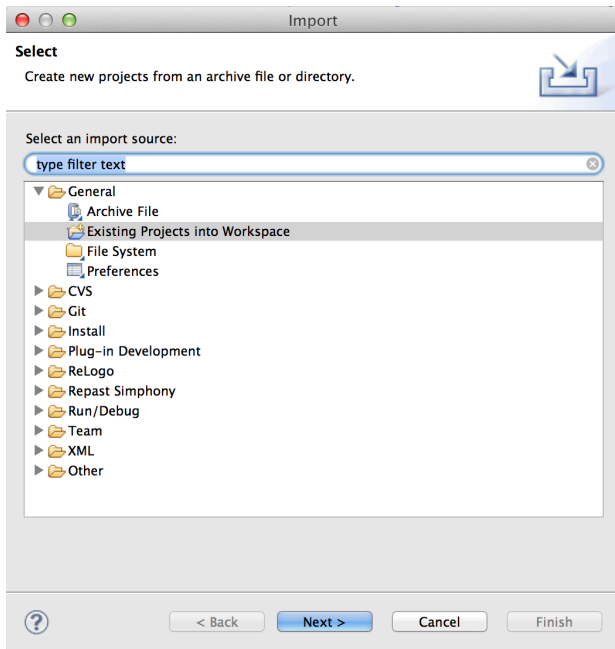 Import
Select
Create new projects from an archive file or directory.
Select an import source:
type filter text
General
Archive File
Existing Projects into Workspace
File System
Preferences
CVS
Git
Install
Plug-in Development
ReLogo
Repast Simphony
Run/Debug
Team
XML
Other
? < Back Next > Cancel Finish